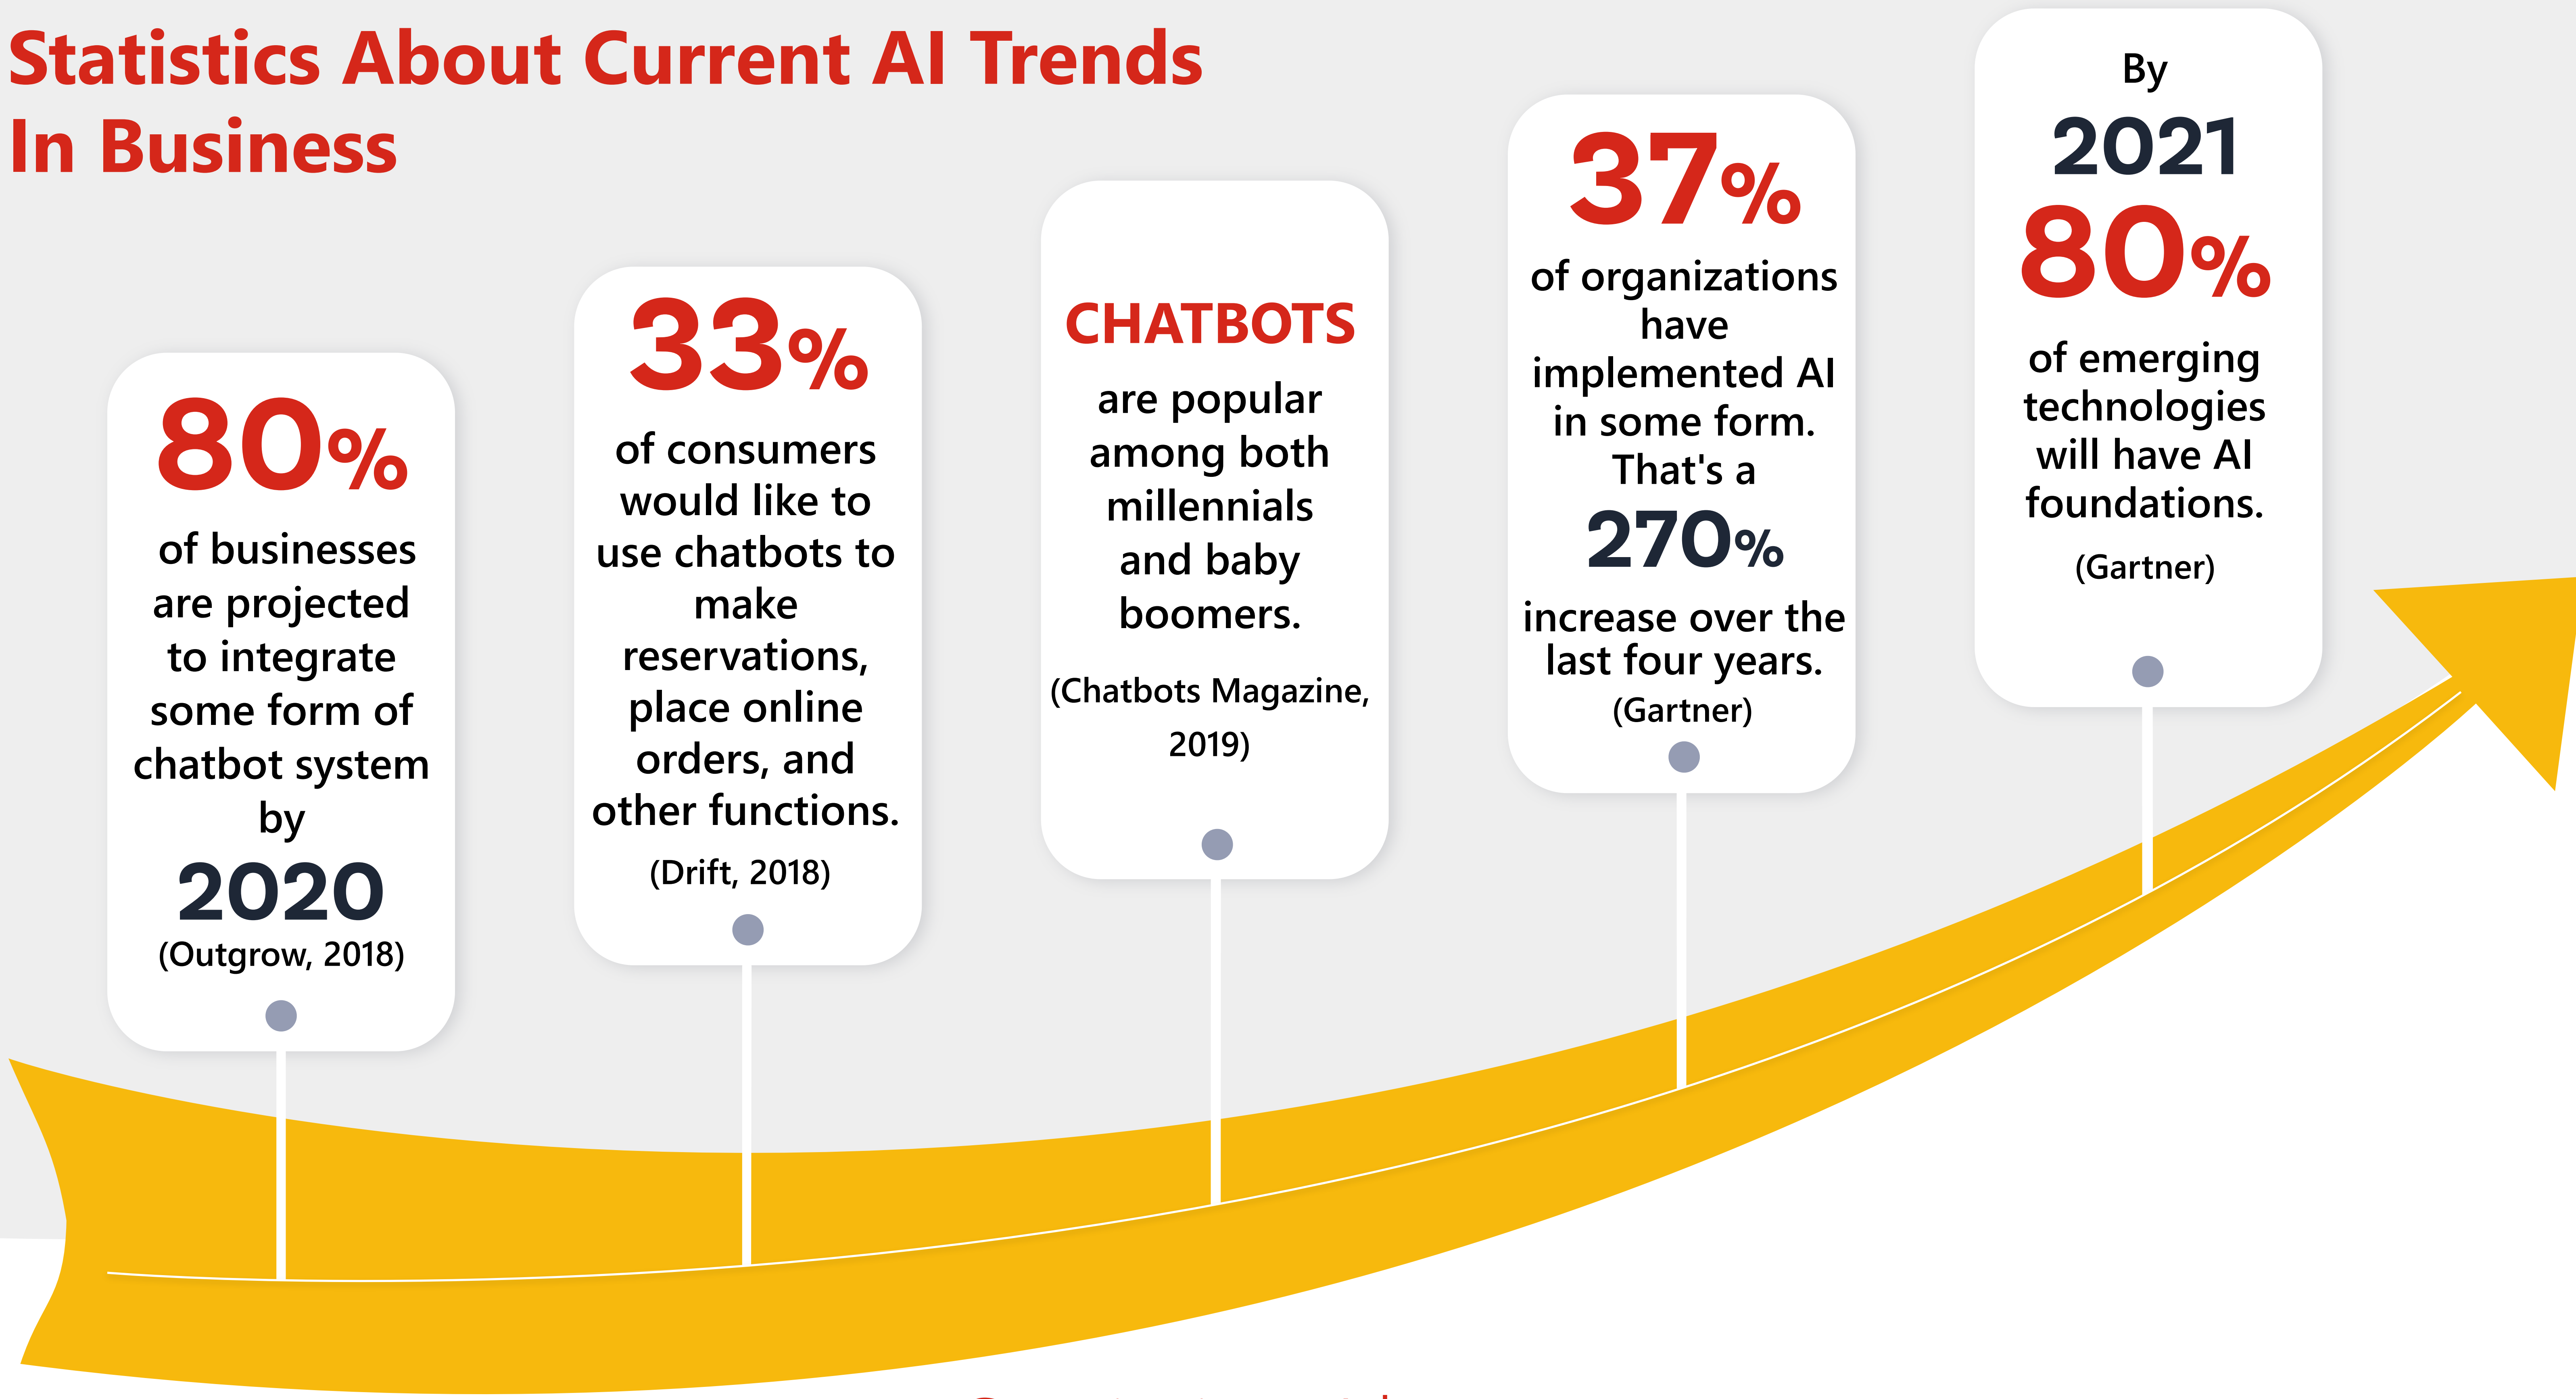 Statistics About Current AI Trends
In Business
80%
of businesses
are projected
to integrate
some form of
chatbot system
by
2020
(Outgrow, 2018)
33%
of consumers
would like to
use chatbots to
make
reservations,
place online
orders, and
other functions.
(Drift, 2018)
CHATBOTS
are popular
among both
millennials
and baby
boomers.
(Chatbots Magazine,
2019)
37%
of organizations
have
implemented AI
in some form.
That's a
270%
increase over the
last four years.
(Gartner)
By
2021
80%
of emerging
technologies
will have AI
foundations.
(Gartner)